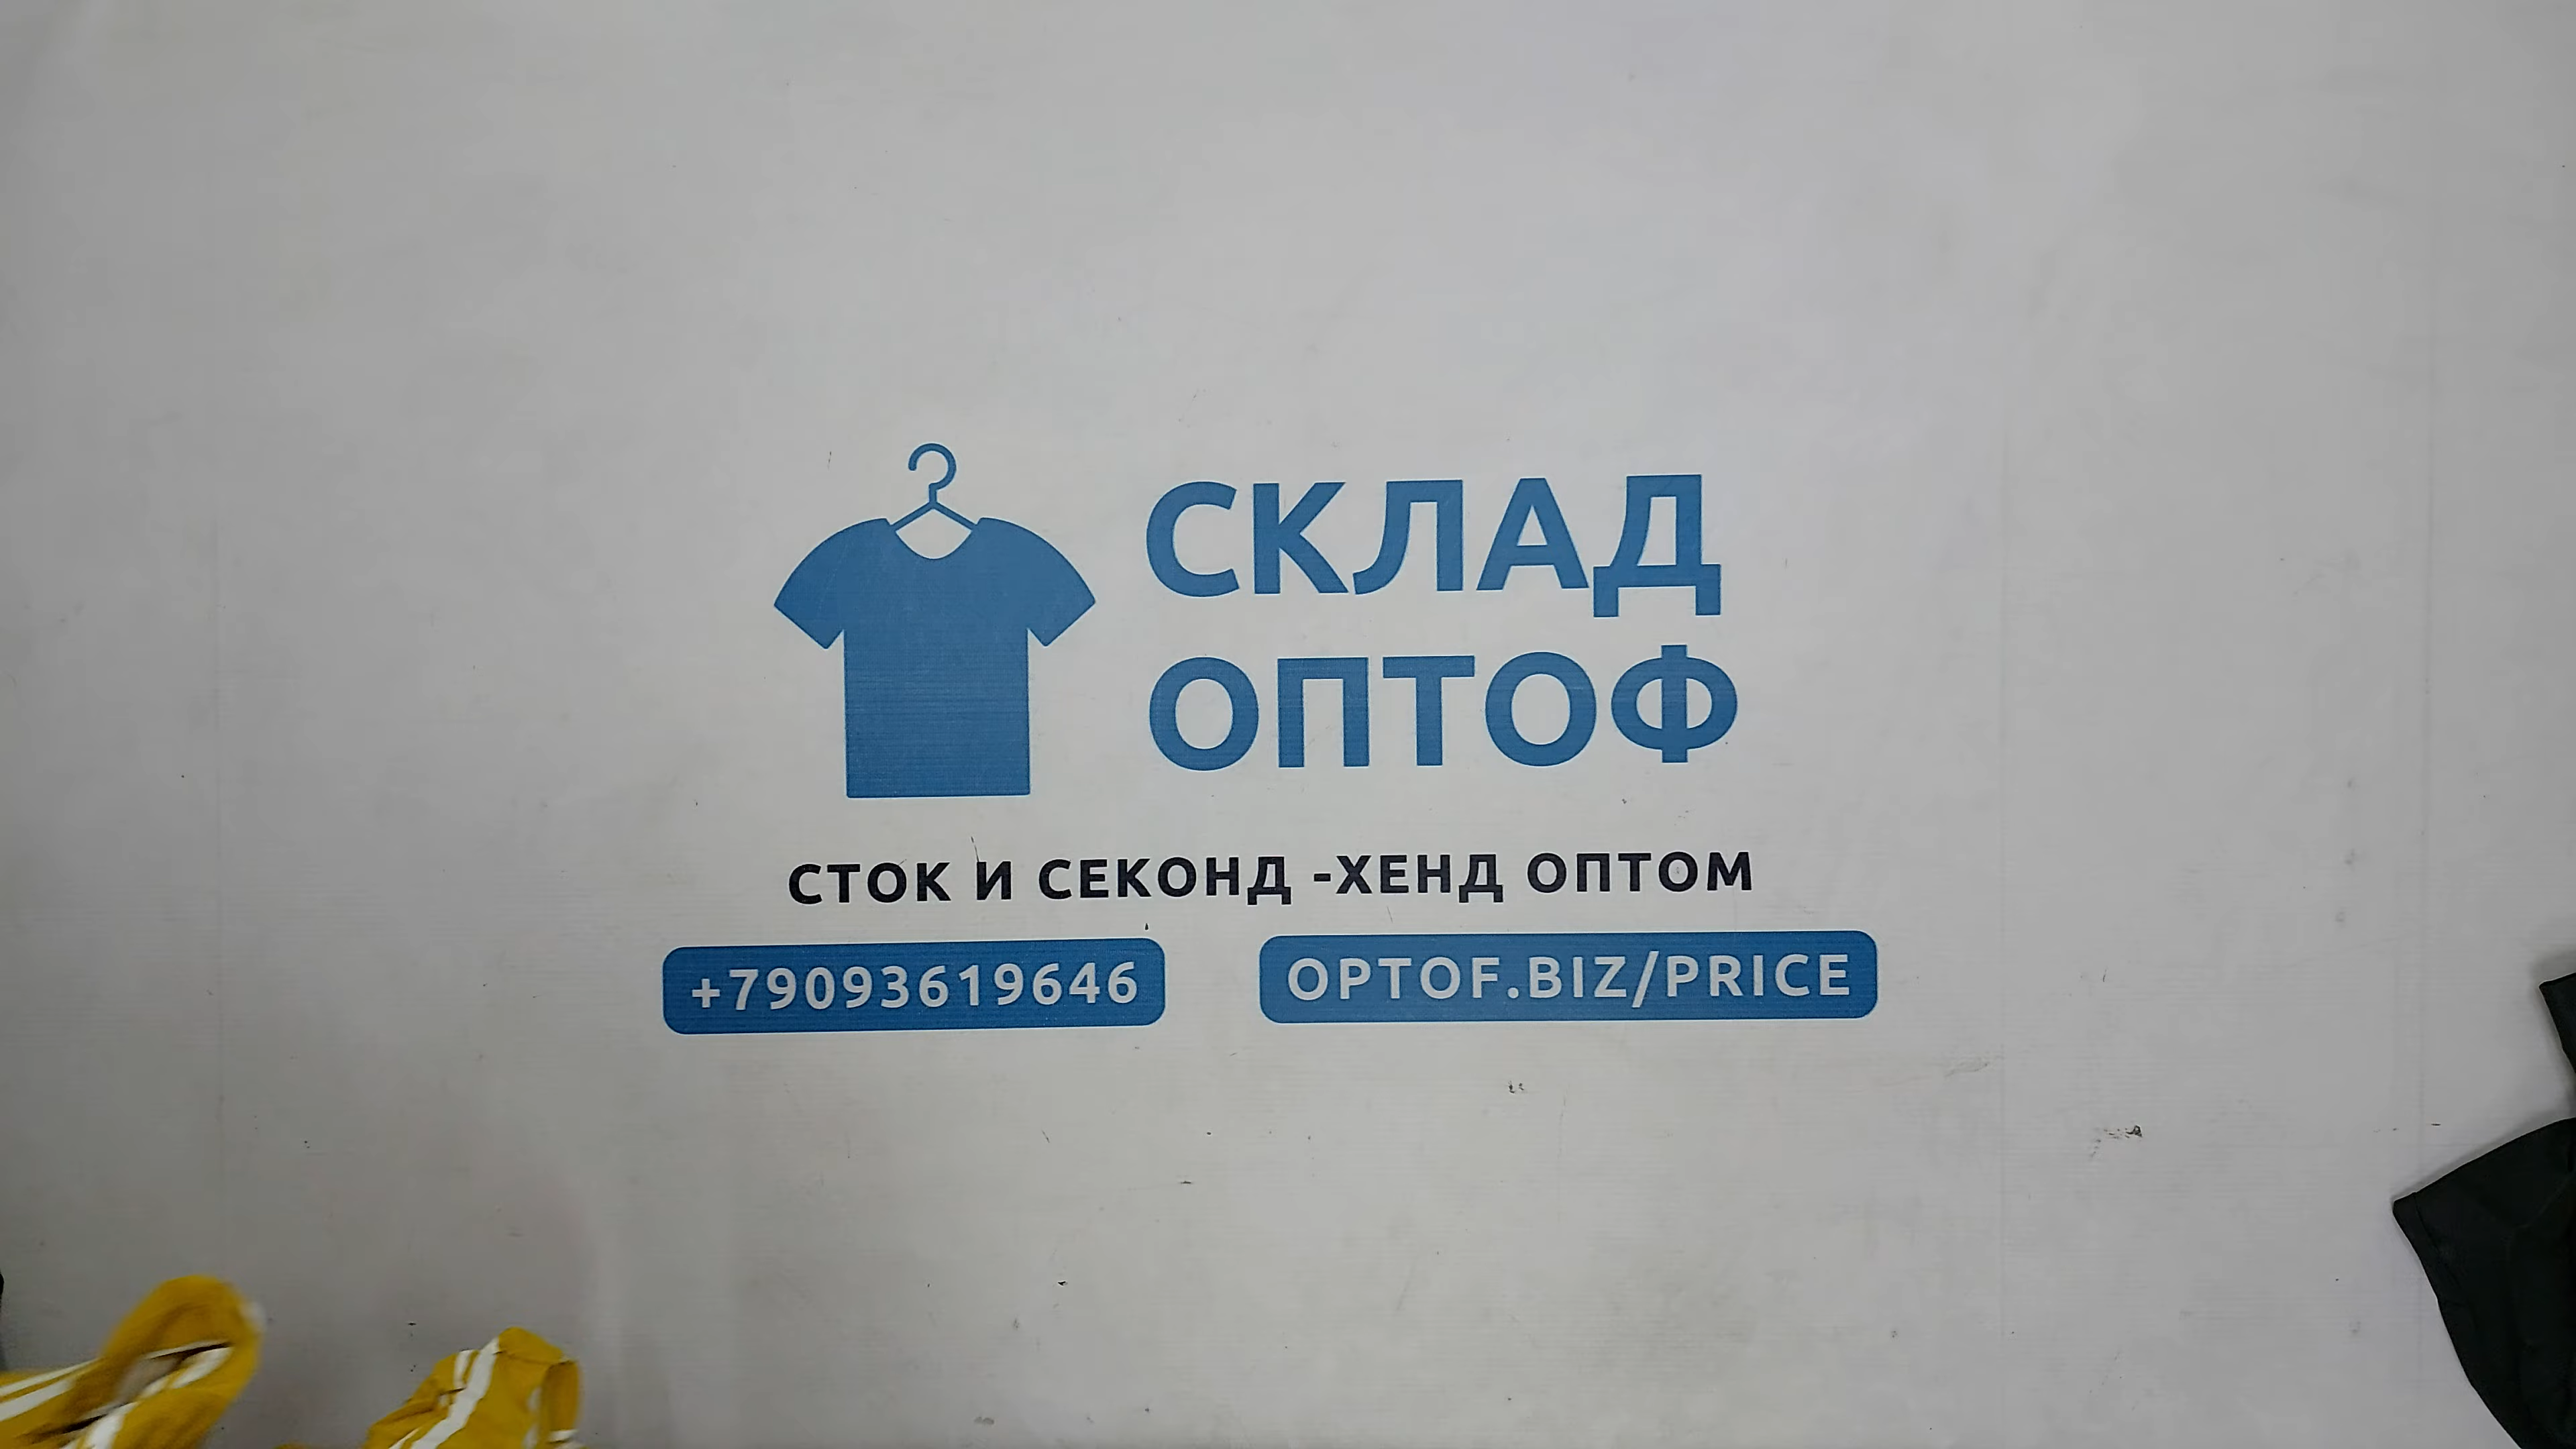 СКЛАД
ОПТОФ
СТОК И СЕКОНД -ХЕНД ОПТОМ
+79093619646
OPTOF.BIZ/PRICE